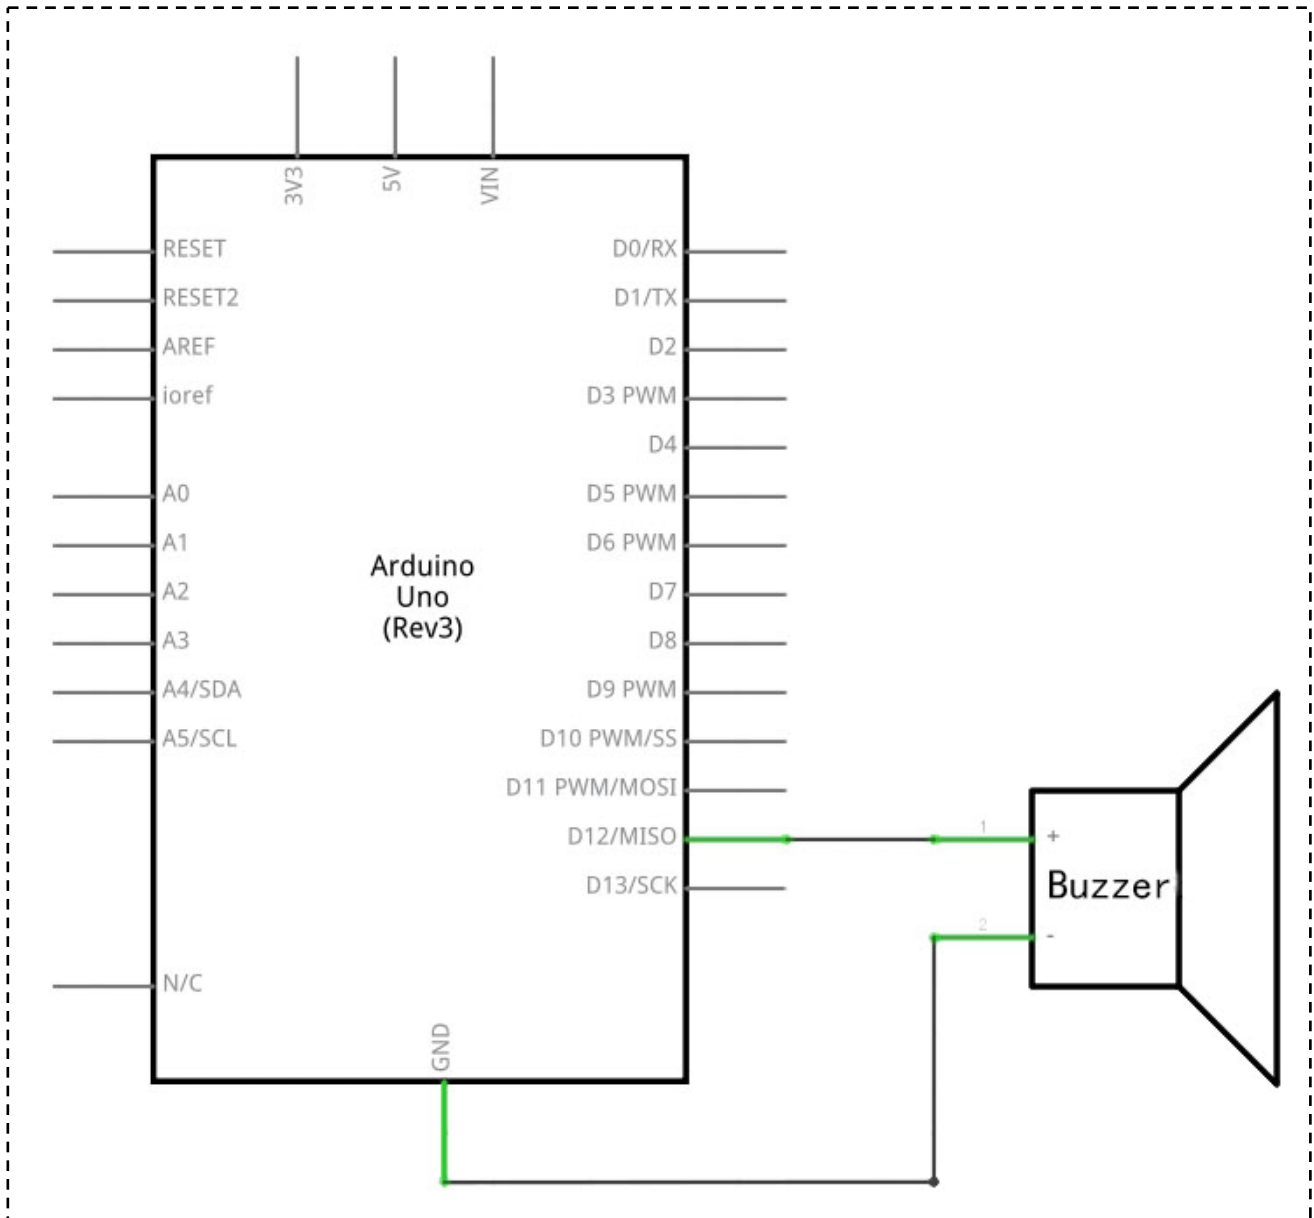 3V3
5V
VIN
RESET
D0/RX
RESET2
D1/TX
AREF
D2
ioref
D3 PWM
D4
A0
D5 PWM
A1
D6 PWM
Arduino
Uno
(Rev3)
A2
D7
A3
D8
A4/SDA
D9 PWM
A5/SCL
D10 PWM/SS
D11 PWM/MOSI
D12/MISO
1
+
D13/SCK
Buzzer
2
-
N/C
GND